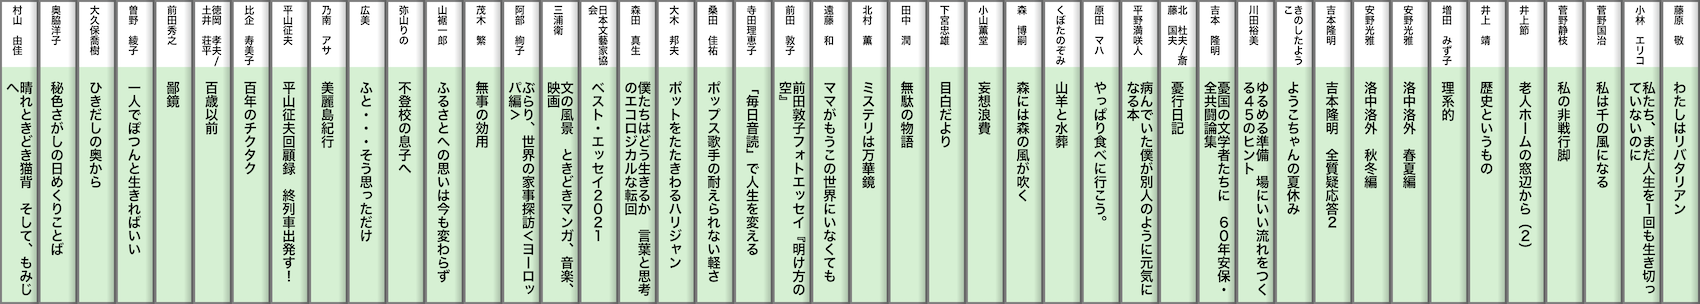 藤原　敬
わたしはリバタリアン
小林　エリコ
私たち、まだ人生を１回も生き切っ
ていないのに
菅野国治
私は千の風になる
菅野静枝
私の非戦行脚
井上節
老人ホームの窓辺から（２）
井上　靖
歴史というもの
増田　みず子
理系的
安野光雅
洛中洛外　春夏編
安野光雅
洛中洛外　秋冬編
吉本隆明
吉本隆明　全質疑応答２
きのしたよう
こ
ようこちゃんの夏休み
川田裕美
ゆるめる準備　場にいい流れをつく
る４５のヒント
吉本　隆明
憂国の文学者たちに　６０年安保・
全共闘論集
北　杜夫/斎
藤　国夫
憂行日記
平野満咲人
病んでいた僕が別人のように元気に
なる本
原田　マハ
やっぱり食べに行こう。
くぼたのぞみ
山羊と水葬
森　博嗣
森には森の風が吹く
小山薫堂
妄想浪費
下宮忠雄
目白だより
田中　潤
無駄の物語
北村　薫
ミステリは万華鏡
遠藤　和
ママがもうこの世界にいなくても
前田　敦子
前田敦子フォトエッセイ『明け方の
空』
寺田理恵子
「毎日音読」で人生を変える
桑田　佳祐
ポップス歌手の耐えられない軽さ
大木　邦夫
ポットをたたきわるハリジャン
森田　真生
僕たちはどう生きるか　言葉と思考
のエコロジカルな転回
日本文藝家協
会
ベスト・エッセイ２０２１
三浦衛
文の風景　ときどきマンガ、音楽、
映画
阿部　絢子
ぶらり、世界の家事探訪＜ヨーロッ
パ編＞
茂木　繁
無事の効用
山裾一郎
ふるさとへの思いは今も変わらず
弥山りの
不登校の息子へ
広美
ふと・・・そう思っただけ
乃南　アサ
美麗島紀行
平山征夫
平山征夫回顧録　終列車出発す！
比企　寿美子
百年のチクタク
徳岡　孝夫/
土井　荘平
百歳以前
前田秀之
鄙鏡
曽野　綾子
一人でぽつんと生きればいい
大久保喬樹
ひきだしの奥から
奥脇洋子
秘色さがしの日めくりことば
村山　由佳
晴れときどき猫背　そして、もみじ
へ